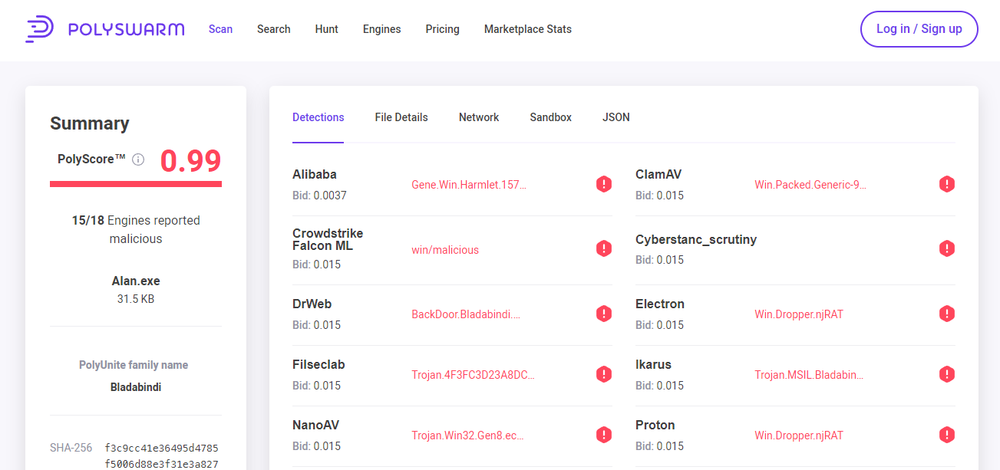 POLYSWARM Scan Search Hunt Engines Pricing Marketplace Stats Log in / Sign up
Summary
PolyScore™ 0.99
15/18 Engines reported
malicious
Alan.exe
31.5 KB
PolyUnite family name
Bladabindi
SHA-256 f3c9cc41e36495d4785
f5006d88e3f31e3a827
Detections File Details Network Sandbox JSON
Alibaba
Bid: 0.0037
Gene.Win.Harmlet.157...
ClamAV
Bid: 0.015
Win.Packed.Generic-9...
Crowdstrike
Falcon ML
Bid: 0.015
win/malicious
Cyberstanc_scrutiny
Bid: 0.015
DrWeb
Bid: 0.015
BackDoor.Bladabindi....
Electron
Bid: 0.015
Win.Dropper.njRAT
Filseclab
Bid: 0.015
Trojan.4F3FC3D23A8DC...
Ikarus
Bid: 0.015
Trojan.MSIL.Bladabin...
NanoAV
Bid: 0.015
Trojan.Win32.Gen8.ec...
Proton
Bid: 0.015
Win.Dropper.njRAT